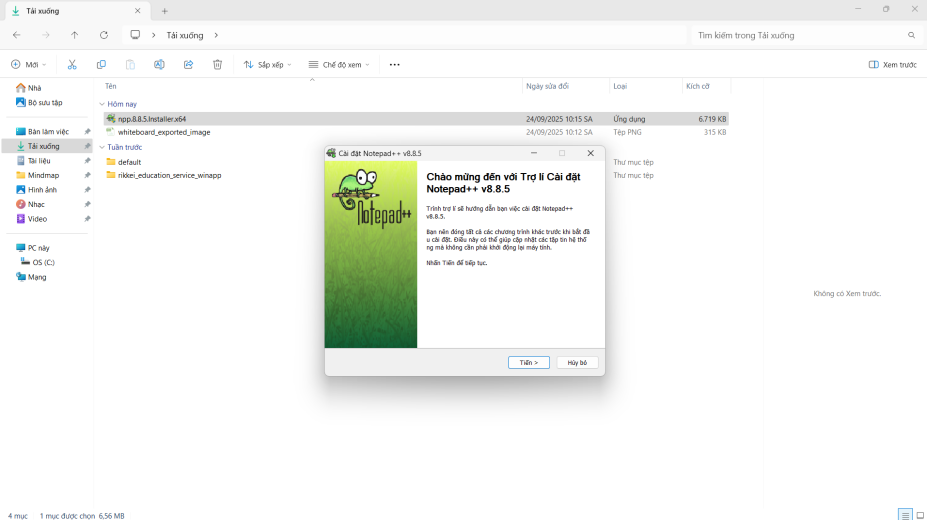 Tải xuống
Tải xuống
Tìm kiếm trong Tải xuống
Mới
Sắp xếp
Chế độ xem
Xem trước
Nhà
Bộ sưu tập
Bàn làm việc
Tải xuống
Tài liệu
Mindmap
Hình ảnh
Nhạc
Video
PC này
OS (C:)
Mạng
Tên
Ngày sửa đổi
Loại
Kích cỡ
Hôm nay
npp.8.8.5.Installer.x64
24/09/2025 10:15 SA
Ứng dụng
6.719 KB
whiteboard_exported_image
24/09/2025 10:12 SA
Tệp PNG
315 KB
Tuần trước
default
Thư mục tệp
rikkei_education_service_winapp
Thư mục tệp
Cài đặt Notepad++ v8.8.5
Notepad++
Chào mừng đến với Trợ lí Cài đặt
Notepad++ v8.8.5
Trình trợ lí sẽ hướng dẫn bạn việc cài đặt Notepad++
v8.8.5.
Bạn nên đóng tất cả các chương trình khác trước khi bắt đầ
u cài đặt. Điều này có thể giúp cập nhật các tập tin hệ thố
ng mà không cần phải khởi động lại máy tính.
Nhấn Tiến để tiếp tục.
Tiến >
Hủy bỏ
Không có Xem trước.
4 mục
1 mục được chọn 6,56 MB